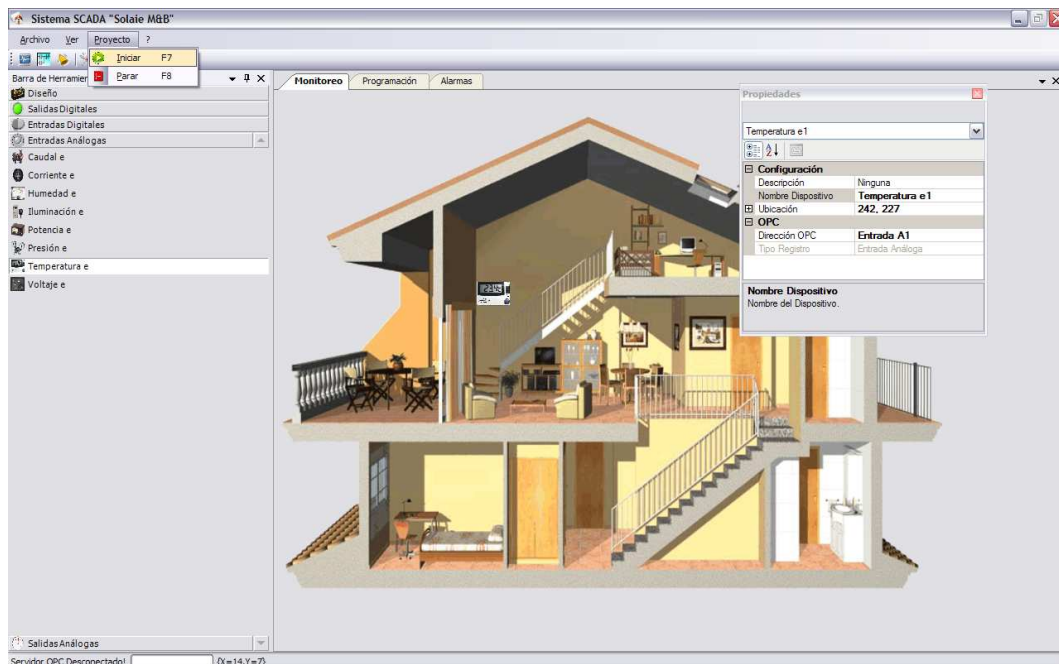 Sistema SCADA "Solaie M&B"
Archivo Ver Proyecto ?
Iniciar F7
Parar F8
Barra de Herramier
Diseño
Salidas Digitales
Entradas Digitales
Entradas Análogas
Caudal e
Corriente e
Humedad e
Iluminación e
Potencia e
Presión e
Temperatura e
Voltaje e
Salidas Análogas
Servidor OPC Desconectado! {X=14,Y=7}
Monitoreo Programación Alarmas
Propiedades
Temperatura e1
Configuración
Descripción Ninguna
Nombre Dispositivo Temperatura e1
Ubicación 242, 227
OPC
Dirección OPC Entrada A1
Tipo Registro Entrada Análoga
Nombre Dispositivo
Nombre del Dispositivo.